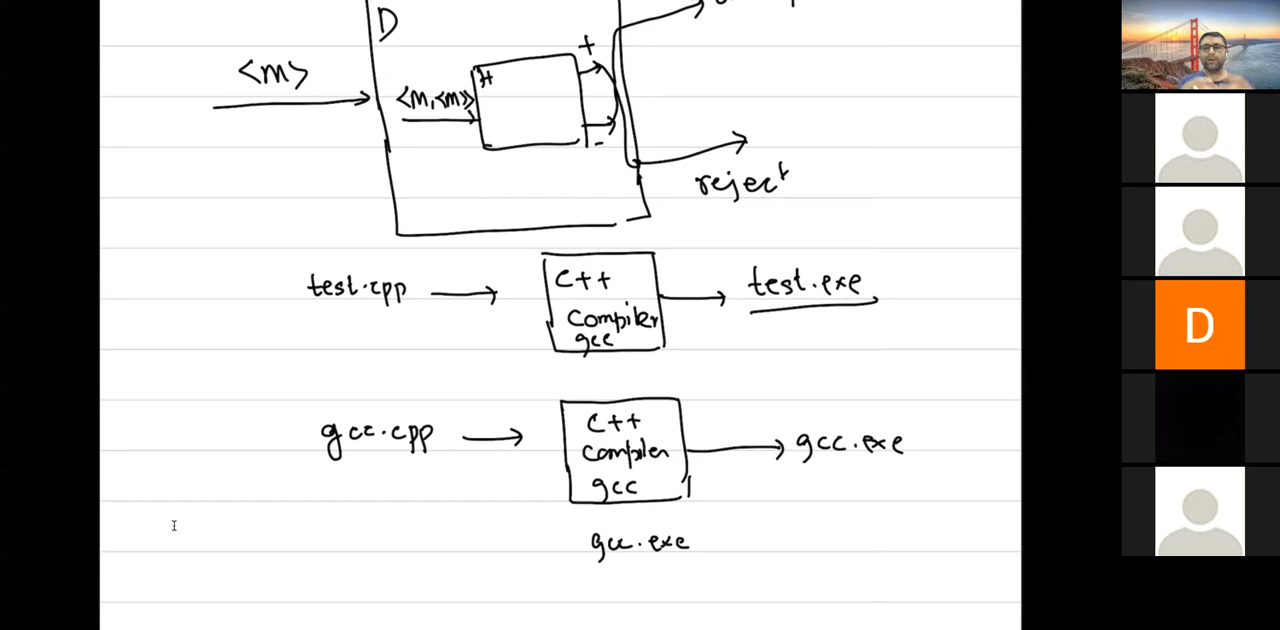 D
+
<m>
H
<m,<m>>
-
reject
test.cpp
C++
compiler
gcc
test.exe
gcc.cpp
C++
compiler
gcc
gcc.exe
gcc.exe
D